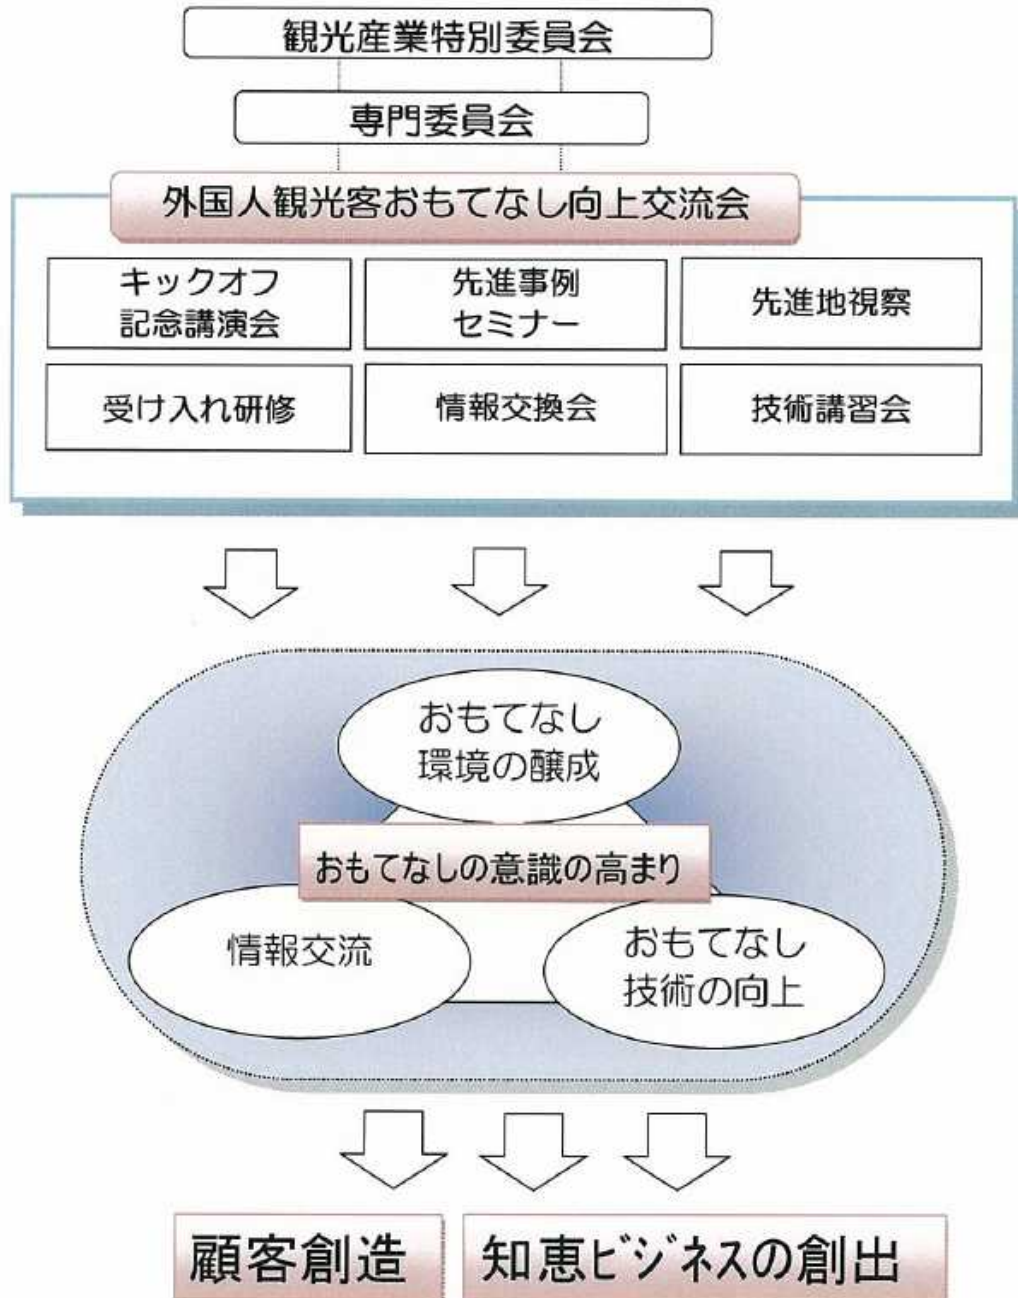 観光産業特別委員会
専門委員会
外国人観光客おもてなし向上交流会
キックオフ
記念講演会
先進事例
セミナー
先進地視察
受け入れ研修
情報交換会
技術講習会
おもてなし
環境の醸成
おもてなしの意識の高まり
情報交流
おもてなし
技術の向上
顧客創造
知恵ビジネスの創出